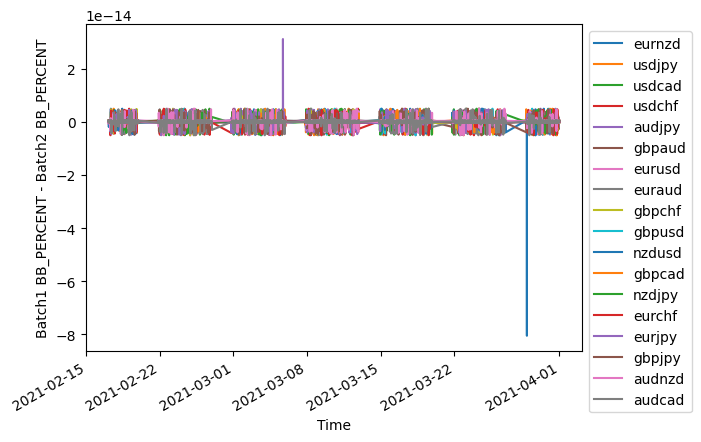 1e−14
2
0
−2
−4
−6
−8
Batch1 BB_PERCENT - Batch2 BB_PERCENT
2021-02-15
2021-02-22
2021-03-01
2021-03-08
2021-03-15
2021-03-22
2021-04-01
Time
eurnzd
usdjpy
usdcad
usdchf
audjpy
gbpaud
eurusd
euraud
gbpchf
gbpusd
nzdusd
gbpcad
nzdjpy
eurchf
eurjpy
gbpjpy
audnzd
audcad